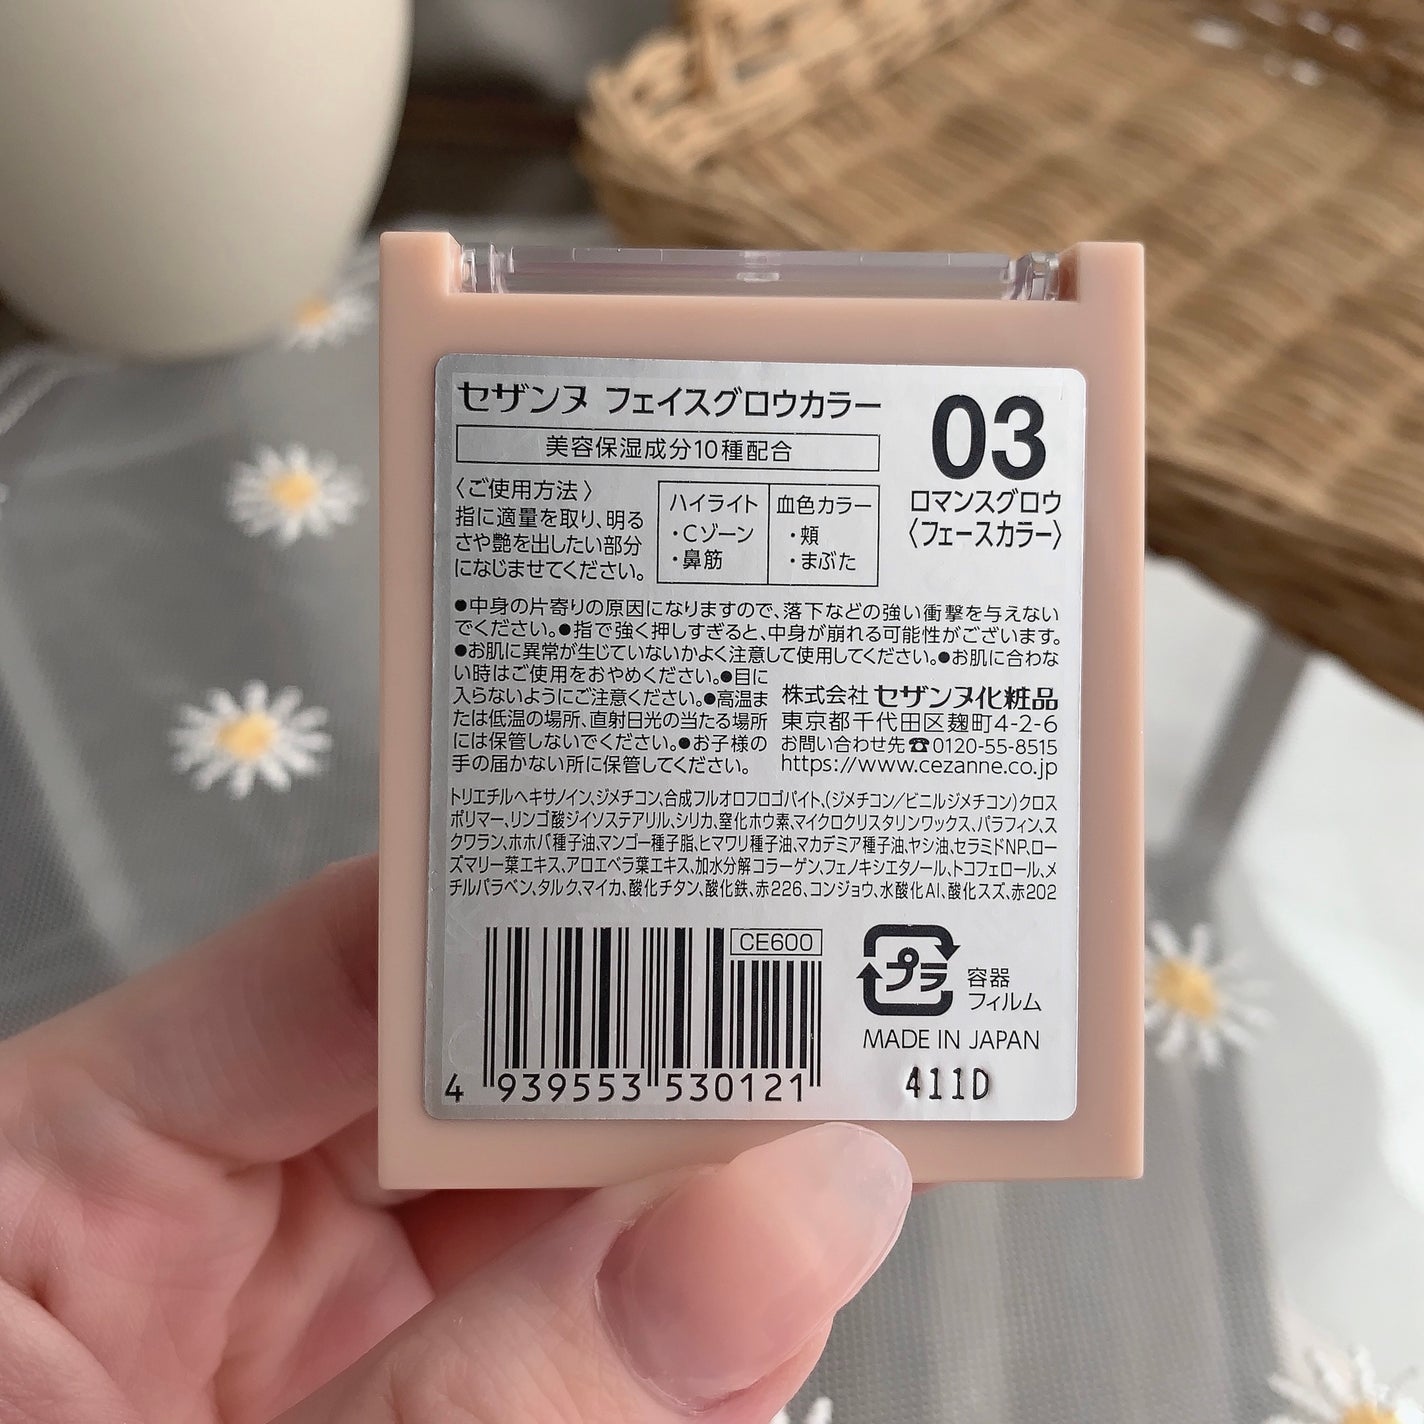 セザンヌ フェイスグロウカラー
美容保湿成分10種配合
03
ロマンスグロウ
〈フェースカラー〉
〈ご使用方法〉
指に適量を取り、明る
さや艶を出したい部分
になじませてください。
ハイライト
・Cゾーン
・鼻筋
血色カラー
・頬
・まぶた
●中身の片寄りの原因になりますので、落下などの強い衝撃を与えない
でください。●指で強く押しすぎると、中身が崩れる可能性がございます。
●お肌に異常が生じていないかよく注意して使用してください。●お肌に合わな
い時はご使用をおやめください。●目に
入らないようにご注意ください。●高温ま
たは低温の場所、直射日光の当たる場所
には保管しないでください。●お子様の
手の届かない所に保管してください。
株式会社 セザンヌ化粧品
東京都千代田区麹町4-2-6
お問い合わせ先☎0120-55-8515
https://www.cezanne.co.jp
トリエチルヘキサノイン、ジメチコン、合成フルオロフロゴパイト、(ジメチコン/ビニルジメチコン)クロス
ポリマー、リンゴ酸ジイソステアリル、シリカ、窒化ホウ素、マイクロクリスタリンワックス、パラフィン、ス
クワラン、ホホバ種子油、マンゴー種子脂、ヒマワリ種子油、マカデミア種子油、ヤシ油、セラミドNP、ロー
ズマリー葉エキス、アロエベラ葉エキス、加水分解コラーゲン、フェノキシエタノール、トコフェロール、メ
チルパラベン、タルク、マイカ、酸化チタン、酸化鉄、赤226、コンジョウ、水酸化Al、酸化スズ、赤202
CE600
4 939553 530121
プラ
容器
フィルム
MADE IN JAPAN
411D